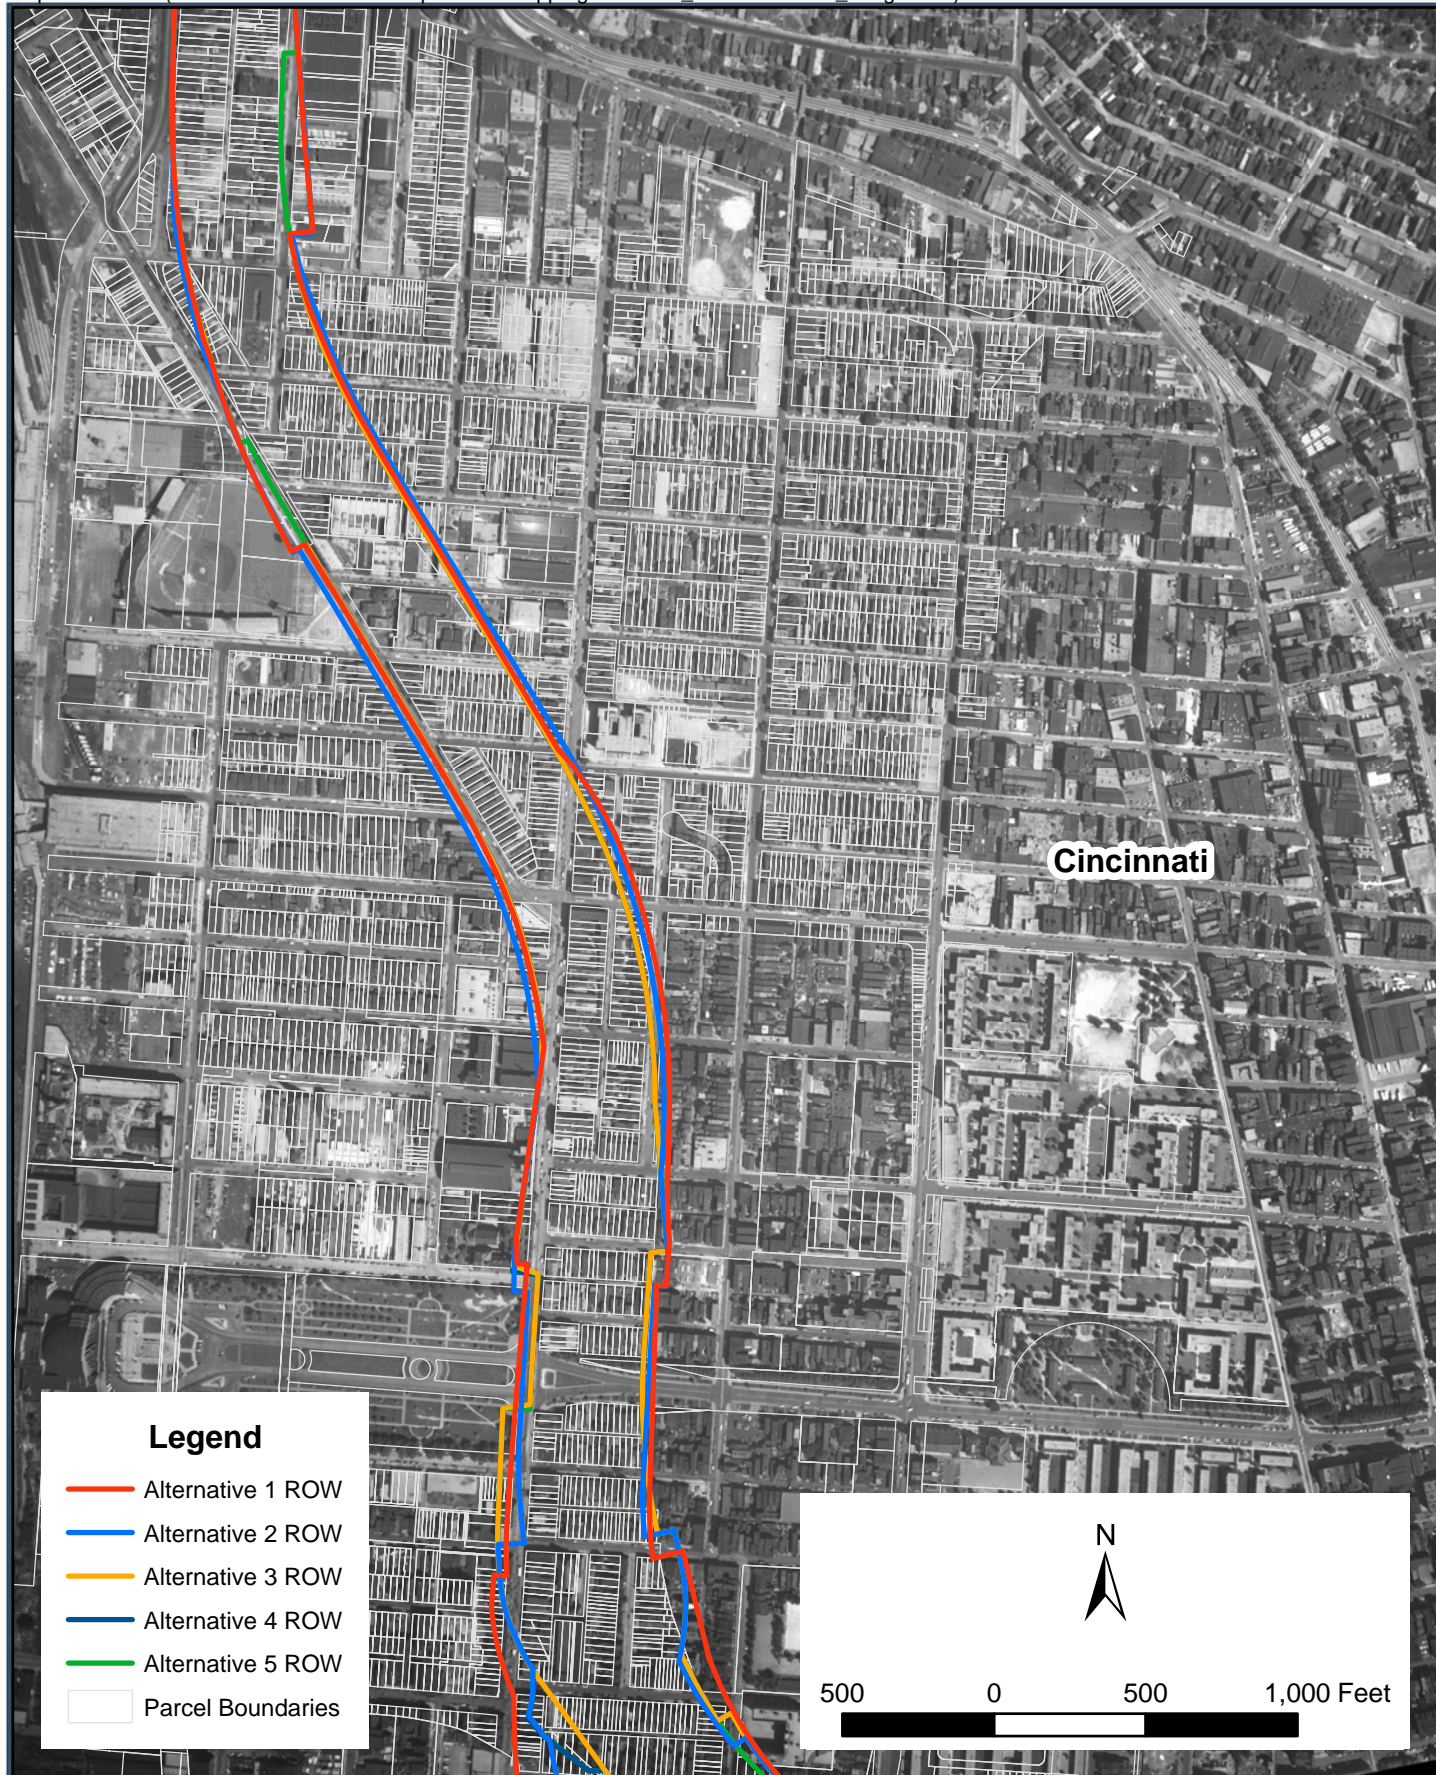 Cincinnati
Legend
Alternative 1 ROW
Alternative 2 ROW
Alternative 3 ROW
Alternative 4 ROW
Alternative 5 ROW
Parcel Boundaries
N
500 0 500 1,000 Feet